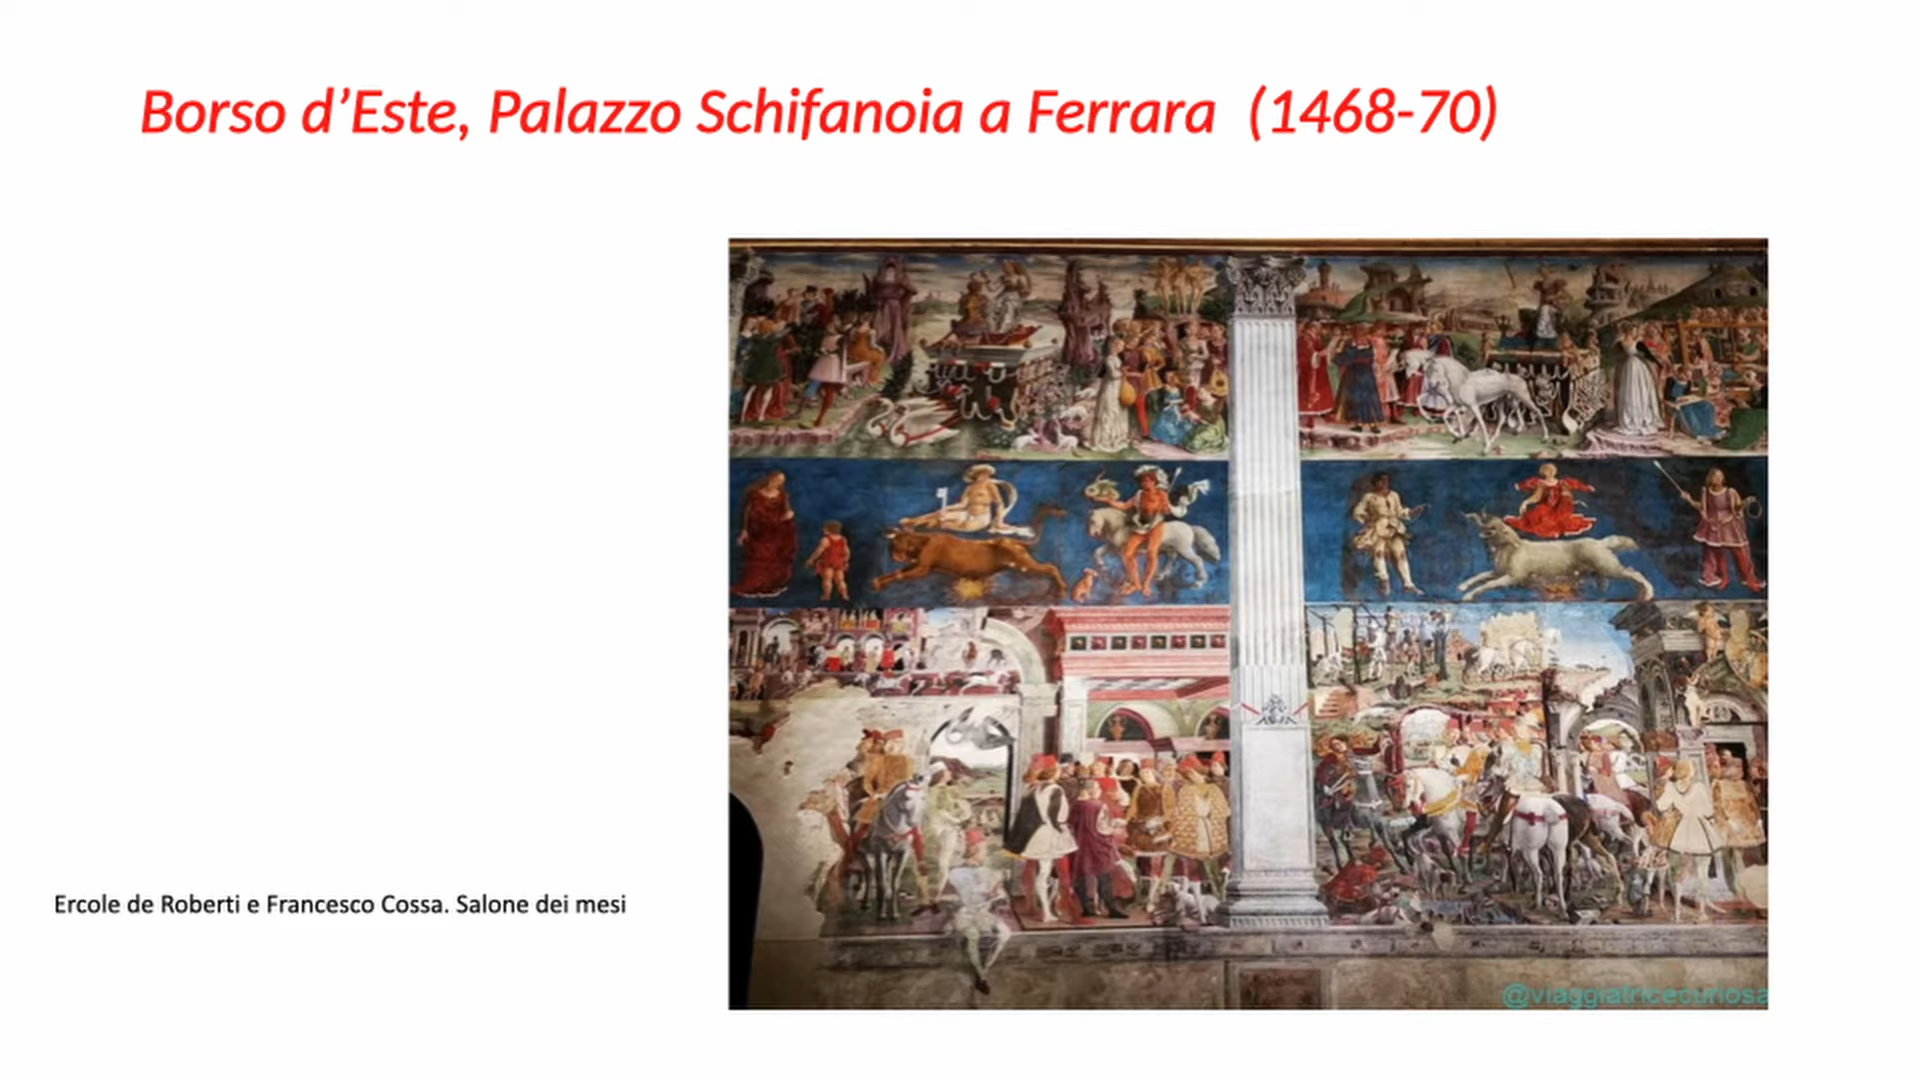 Borso d’Este, Palazzo Schifanoia a Ferrara (1468-70)
Ercole de Roberti e Francesco Cossa. Salone dei mesi
@viaggiatricecuriosa